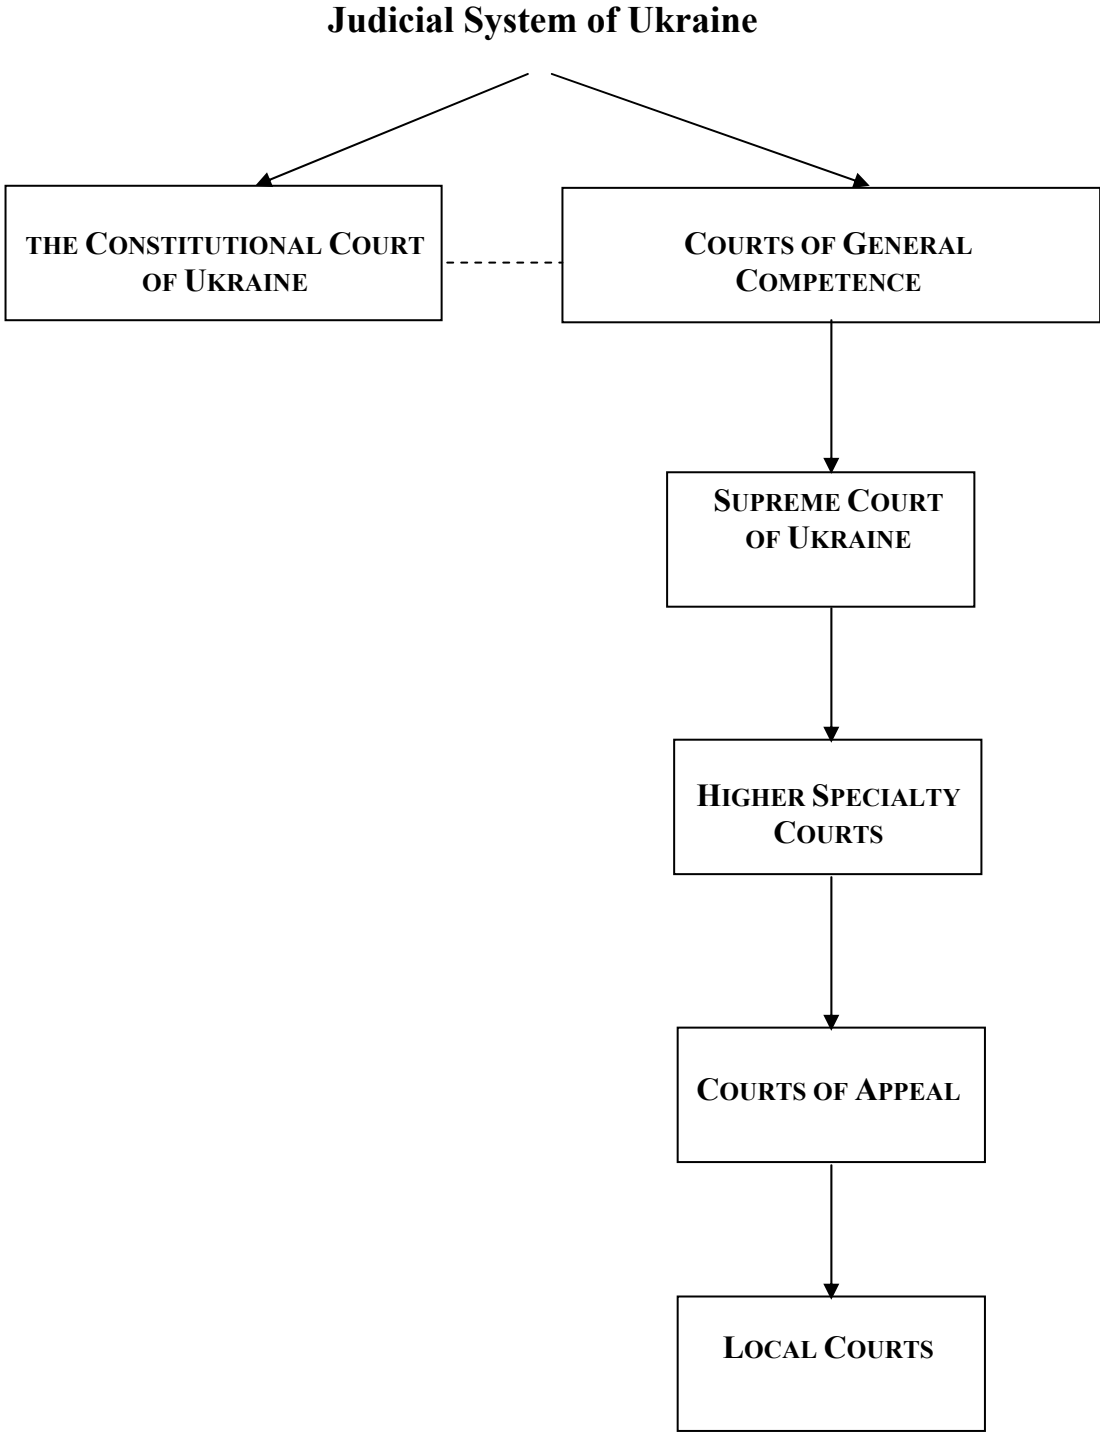 Judicial System of Ukraine
THE CONSTITUTIONAL COURT
OF UKRAINE
COURTS OF GENERAL
COMPETENCE
SUPREME COURT
OF UKRAINE
HIGHER SPECIALTY
COURTS
COURTS OF APPEAL
LOCAL COURTS